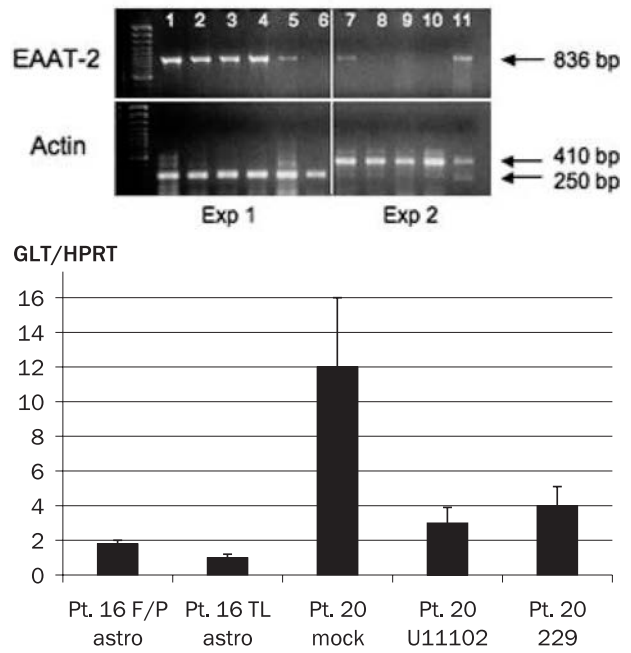 1 2 3 4 5 6 7 8 9 10 11
EAAT-2
836 bp
Actin
410 bp
250 bp
Exp 1 Exp 2
GLT/HPRT
16
14
12
10
8
6
4
2
0
Pt. 16 F/P Pt. 16 TL Pt. 20 Pt. 20 Pt. 20
astro astro mock U11102 229